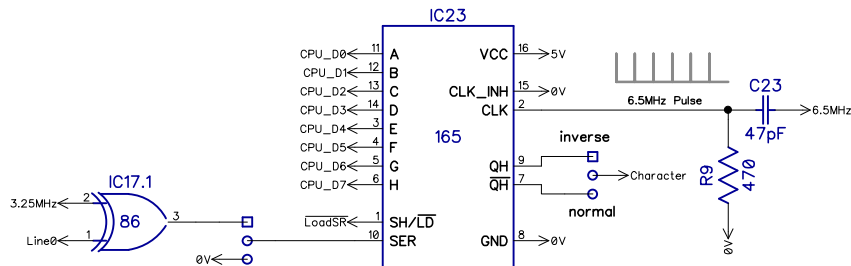 IC23
CPU_D0 11 A
CPU_D1 12 B
CPU_D2 13 C
CPU_D3 14 D
CPU_D4 3 E
CPU_D5 4 F
CPU_D6 5 G
CPU_D7 6 H
LoadSR 1 SH/LD
10 SER
165
VCC 16 5V
CLK_INH 15 0V
CLK 2
QH 9
QH 7
GND 8 0V
6.5MHz Pulse
C23
47pF
6.5MHz
R9
470
0V
inverse
Character
normal
IC17.1
3.25MHz 2
86
3
Line0 1
0V